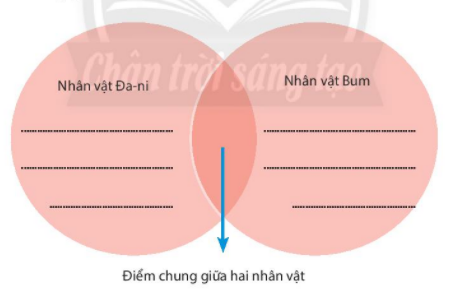 Chân trời sáng tạo
Nhân vật Đa-ni
Nhân vật Bum
Điểm chung giữa hai nhân vật